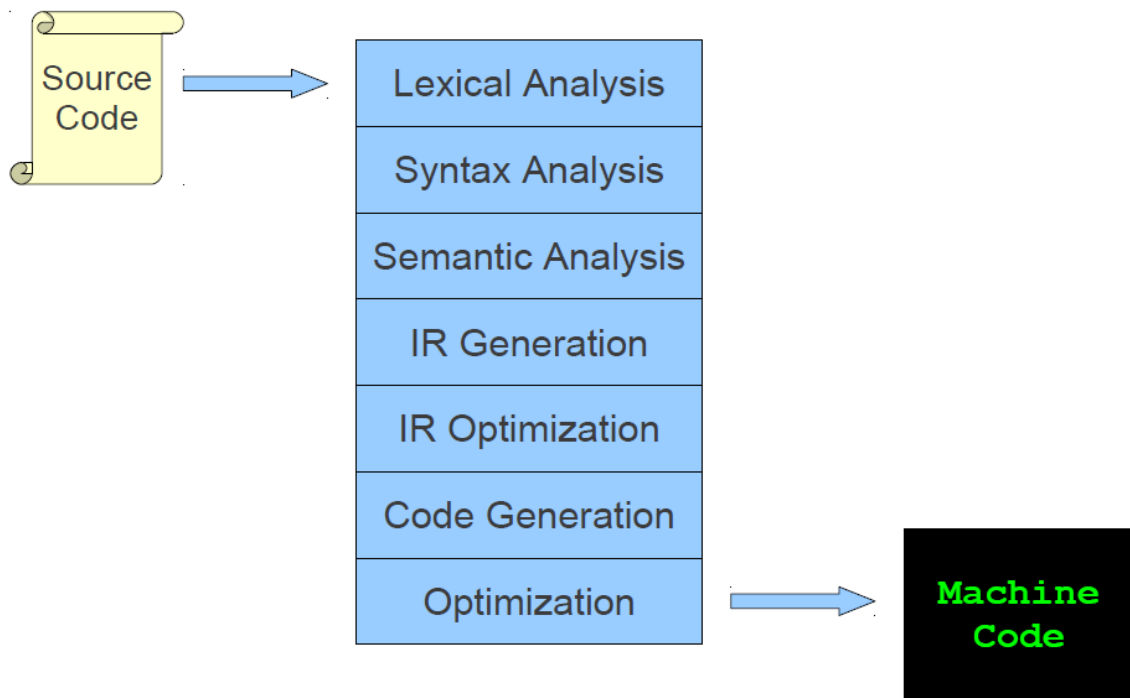 Source
Code
Lexical Analysis
Syntax Analysis
Semantic Analysis
IR Generation
IR Optimization
Code Generation
Optimization
Machine
Code